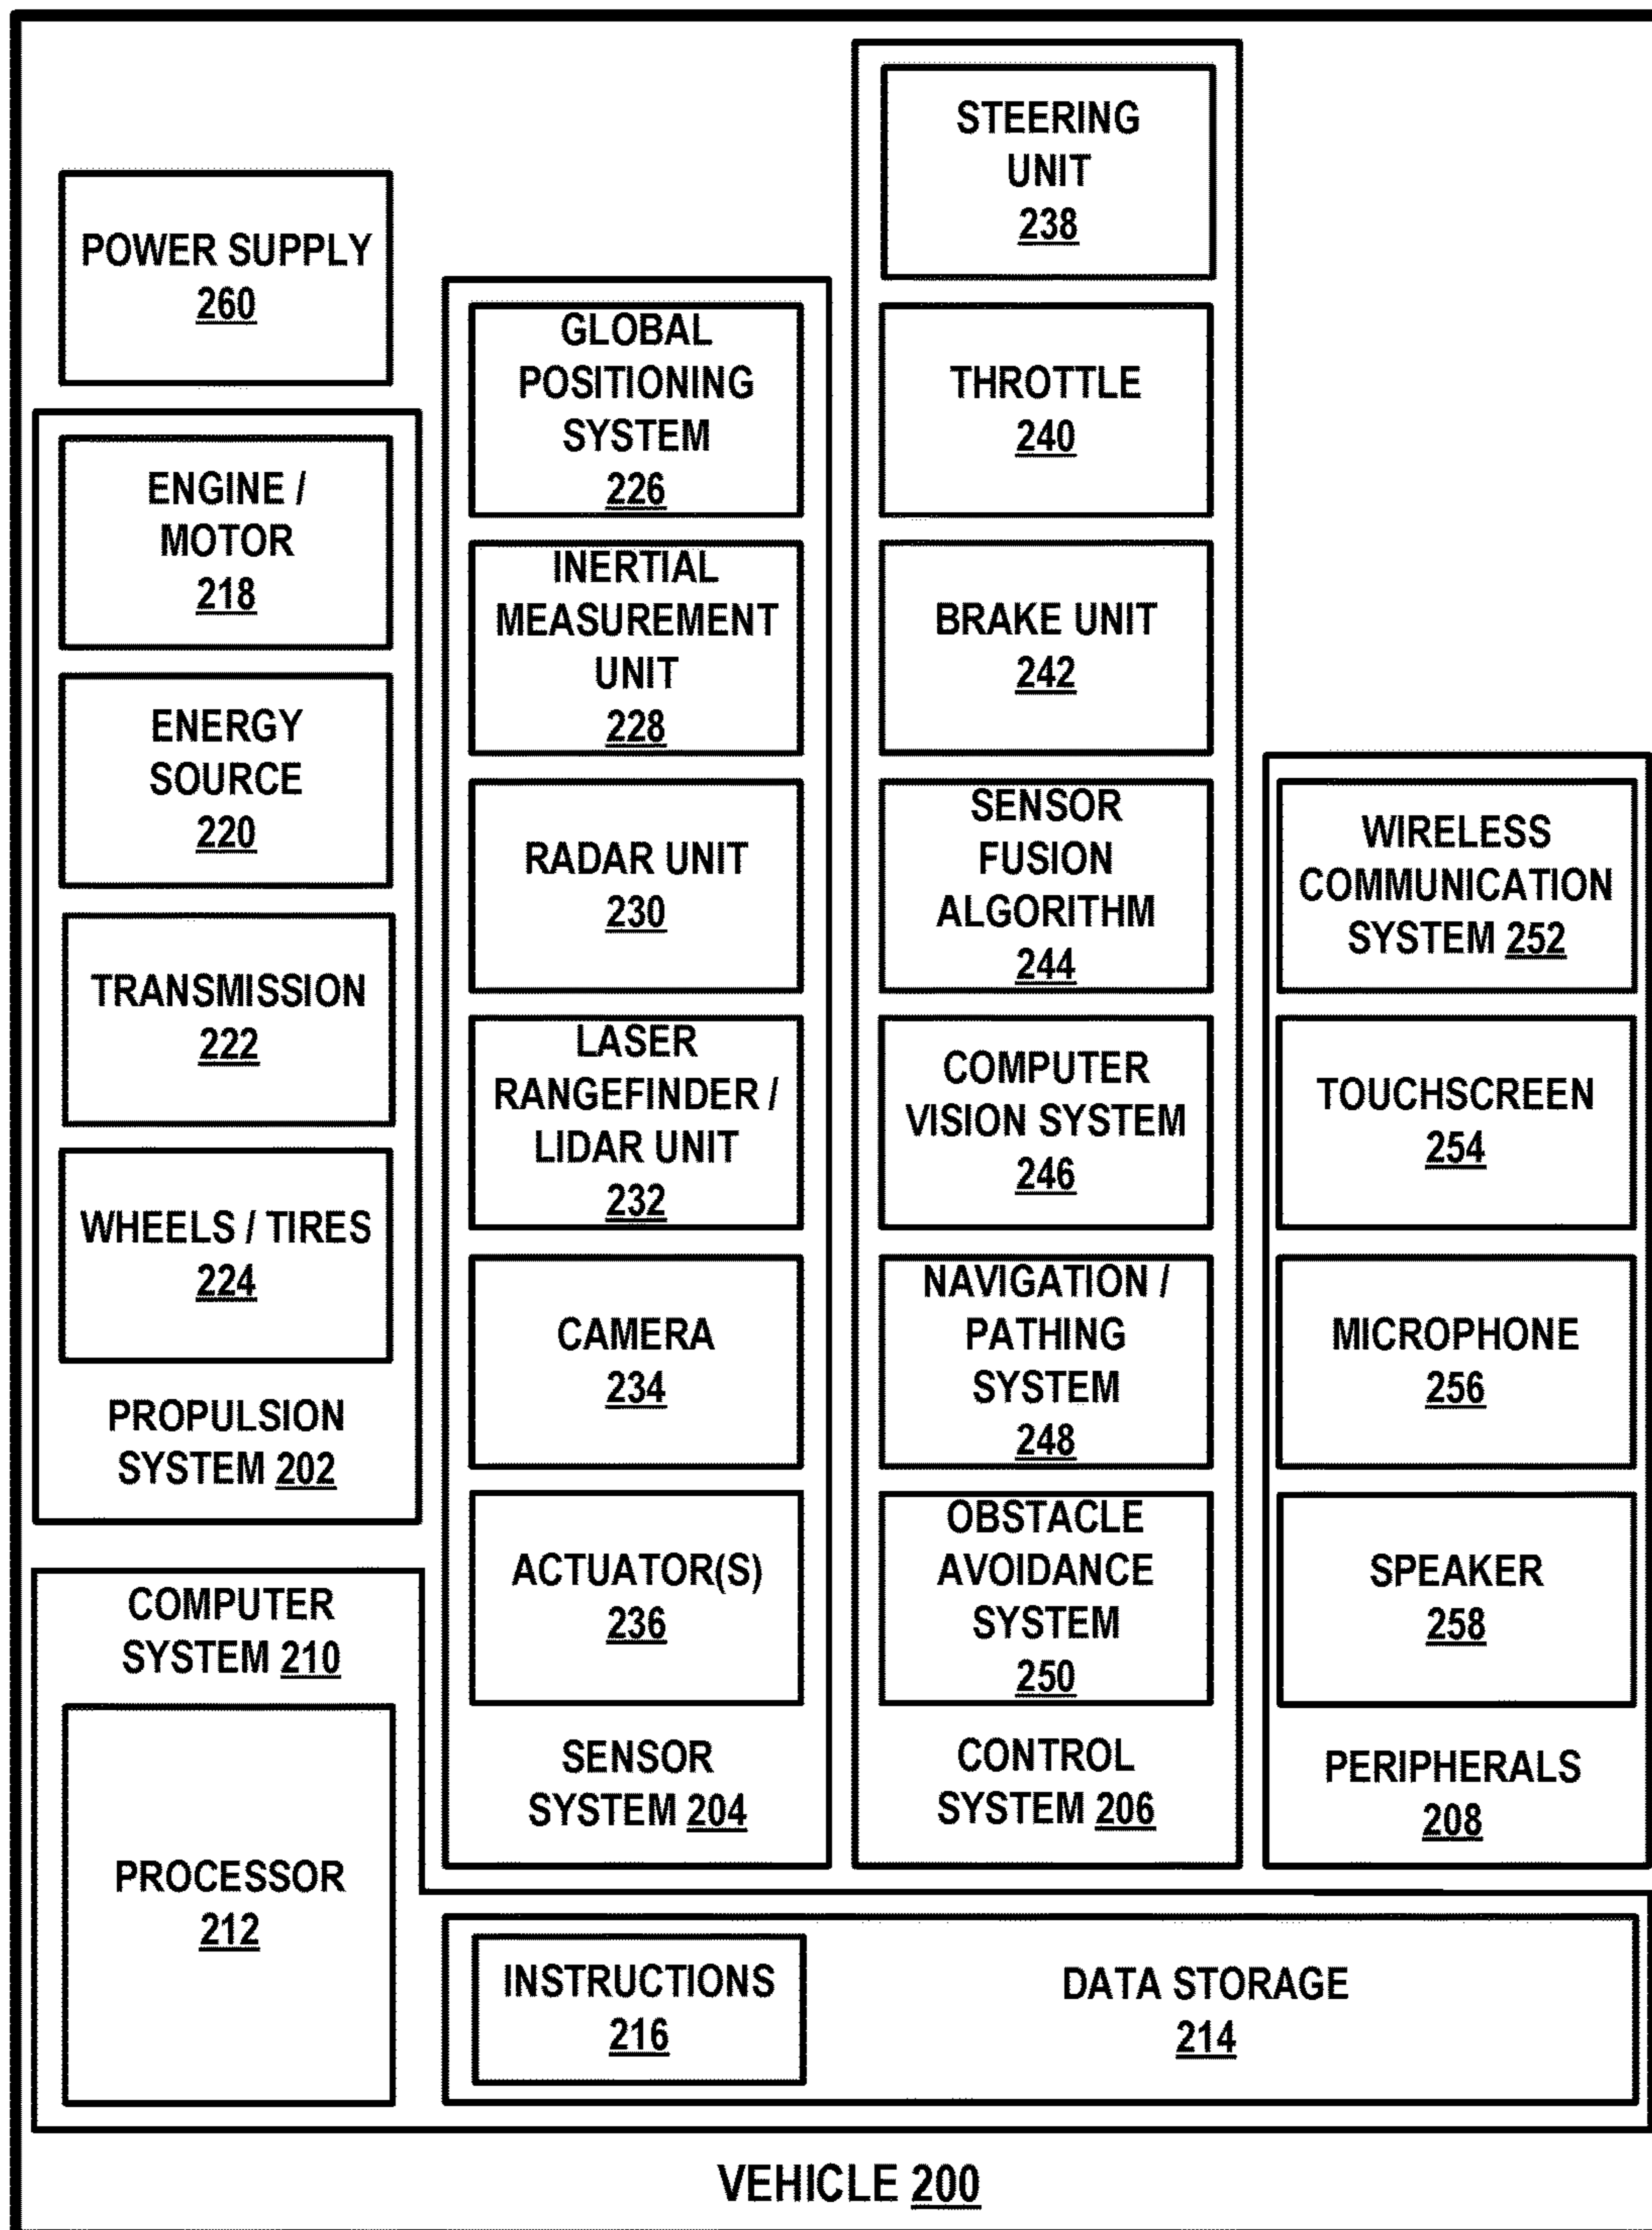 POWER SUPPLY
260
ENGINE /
MOTOR
218
ENERGY
SOURCE
220
TRANSMISSION
222
WHEELS / TIRES
224
PROPULSION
SYSTEM 202
COMPUTER
SYSTEM 210
PROCESSOR
212
GLOBAL
POSITIONING
SYSTEM
226
INERTIAL
MEASUREMENT
UNIT
228
RADAR UNIT
230
LASER
RANGEFINDER /
LIDAR UNIT
232
CAMERA
234
ACTUATOR(S)
236
SENSOR
SYSTEM 204
STEERING
UNIT
238
THROTTLE
240
BRAKE UNIT
242
SENSOR
FUSION
ALGORITHM
244
COMPUTER
VISION SYSTEM
246
NAVIGATION /
PATHING
SYSTEM
248
OBSTACLE
AVOIDANCE
SYSTEM
250
CONTROL
SYSTEM 206
WIRELESS
COMMUNICATION
SYSTEM 252
TOUCHSCREEN
254
MICROPHONE
256
SPEAKER
258
PERIPHERALS
208
INSTRUCTIONS
216
DATA STORAGE
214
VEHICLE 200